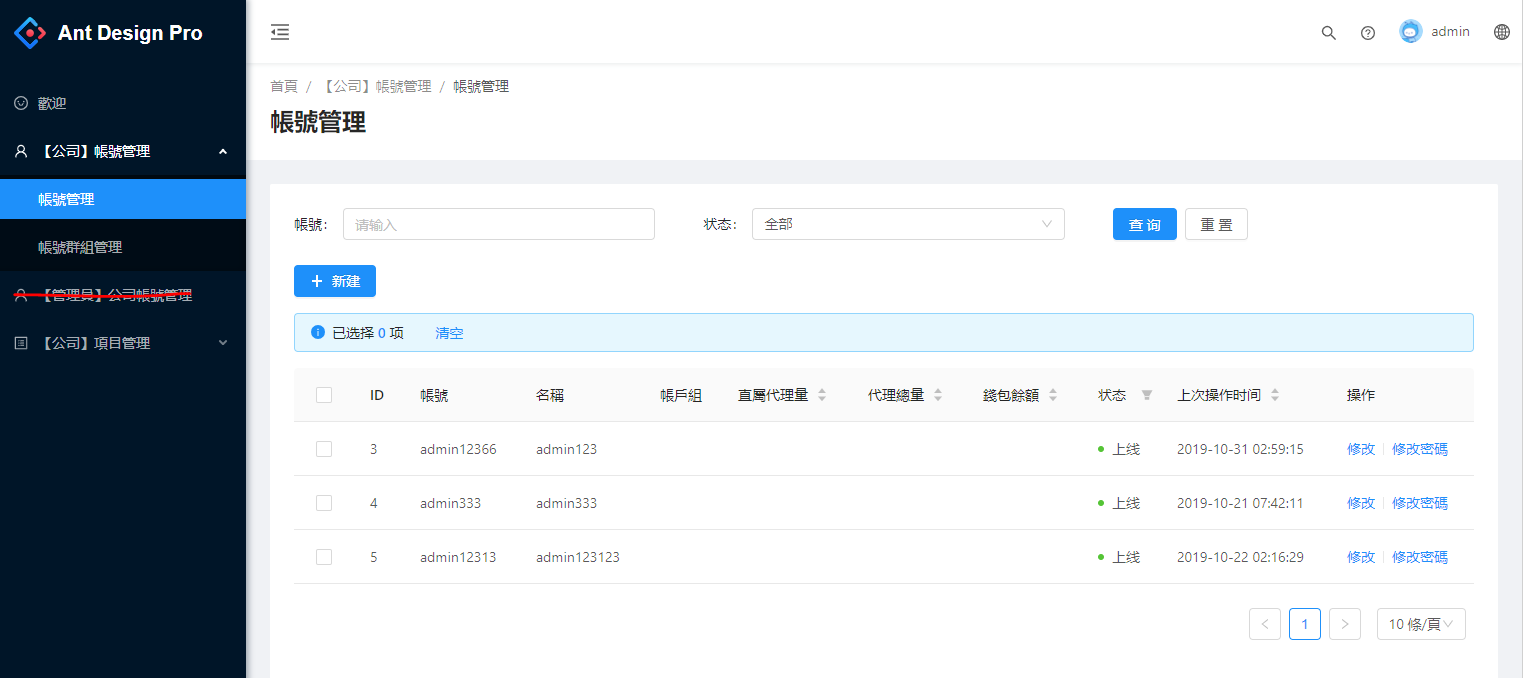 Ant Design Pro
admin
歡迎
【公司】帳號管理
帳號管理
帳號群組管理
【管理員】公司帳號管理
【公司】項目管理
首頁 / 【公司】帳號管理 / 帳號管理
帳號管理
帳號: 请输入 状态: 全部 查 询 重 置
新建
已选择 0 项 清空
ID 帳號 名稱 帳戶組 直屬代理量 代理總量 錢包餘額 状态 上次操作时间 操作
3 admin12366 admin123 上线 2019-10-31 02:59:15 修改 修改密碼
4 admin333 admin333 上线 2019-10-21 07:42:11 修改 修改密碼
5 admin12313 admin123123 上线 2019-10-22 02:16:29 修改 修改密碼
1 10 條/頁